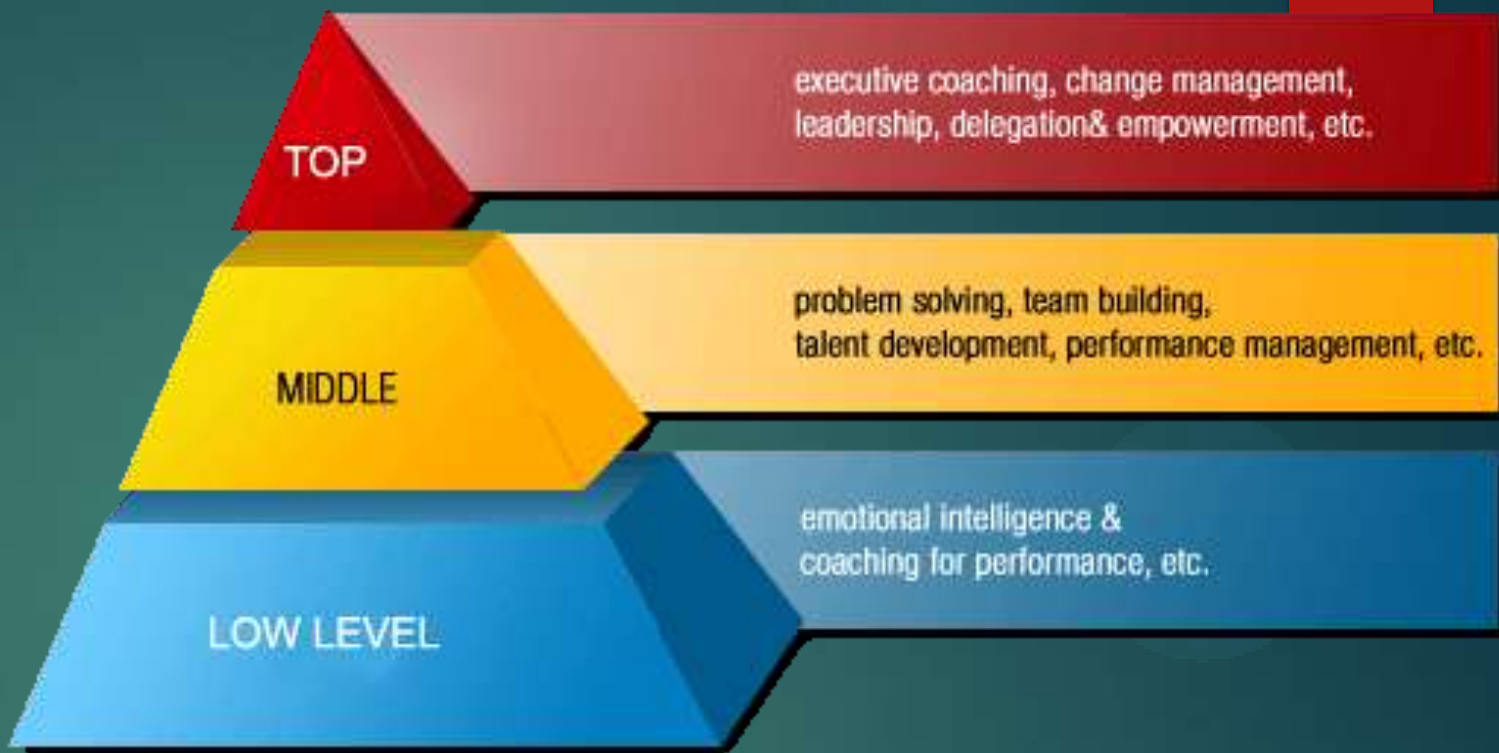 TOP
executive coaching, change management,
leadership, delegation& empowerment, etc.
MIDDLE
problem solving, team building,
talent development, performance management, etc.
LOW LEVEL
emotional intelligence &
coaching for performance, etc.